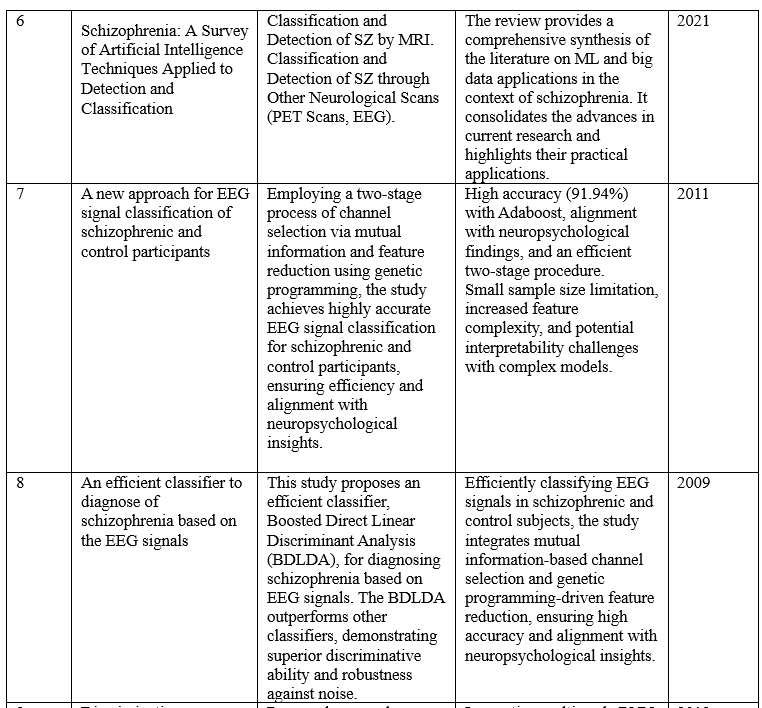 6
Schizophrenia: A Survey
of Artificial Intelligence
Techniques Applied to
Detection and
Classification
Classification and
Detection of SZ by MRI.
Classification and
Detection of SZ through
Other Neurological Scans
(PET Scans, EEG).
The review provides a
comprehensive synthesis of
the literature on ML and big
data applications in the
context of schizophrenia. It
consolidates the advances in
current research and
highlights their practical
applications.
2021
7
A new approach for EEG
signal classification of
schizophrenic and
control participants
Employing a two-stage
process of channel
selection via mutual
information and feature
reduction using genetic
programming, the study
achieves highly accurate
EEG signal classification
for schizophrenic and
control participants,
ensuring efficiency and
alignment with
neuropsychological
insights.
High accuracy (91.94%)
with Adaboost, alignment
with neuropsychological
findings, and an efficient
two-stage procedure.
Small sample size limitation,
increased feature
complexity, and potential
interpretability challenges
with complex models.
2011
8
An efficient classifier to
diagnose of
schizophrenia based on
the EEG signals
This study proposes an
efficient classifier,
Boosted Direct Linear
Discriminant Analysis
(BDLDA), for diagnosing
schizophrenia based on
EEG signals. The BDLDA
outperforms other
classifiers, demonstrating
superior discriminative
ability and robustness
against noise.
Efficiently classifying EEG
signals in schizophrenic and
control subjects, the study
integrates mutual
information-based channel
selection and genetic
programming-driven feature
reduction, ensuring high
accuracy and alignment with
neuropsychological insights.
2009